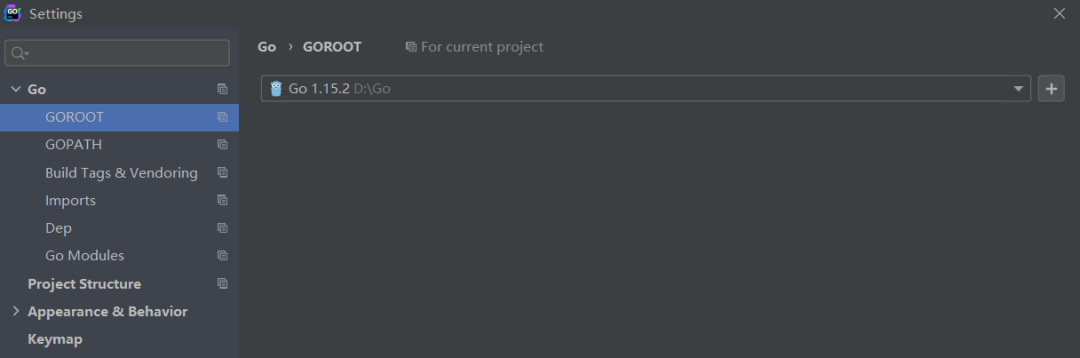 Settings
Go › GOROOT For current project
Go
Go 1.15.2 D:\Go
GOROOT
GOPATH
Build Tags & Vendoring
Imports
Dep
Go Modules
Project Structure
Appearance & Behavior
Keymap